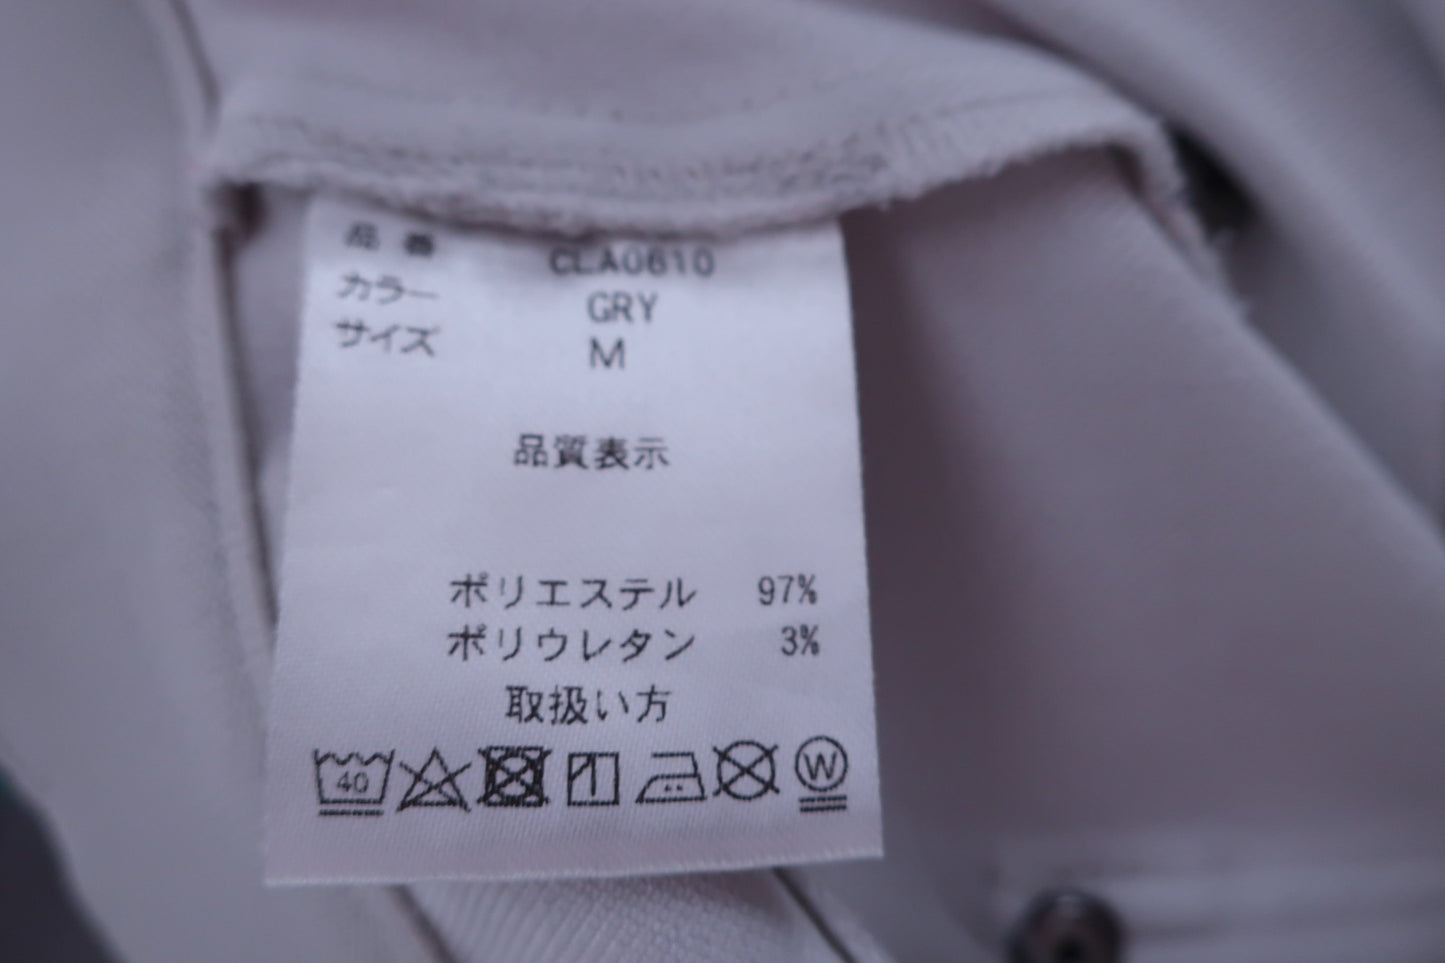 品番 CLA0610
カラー GRY
サイズ M
品質表示
ポリエステル 97%
ポリウレタン 3%
取扱い方
40 W